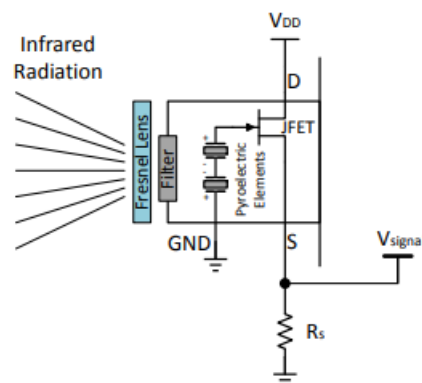 VDD
Infrared
Radiation
D
JFET
Fresnel Lens
Filter
+
-
-
+
Pyroelectric
Elements
GND
S
Vsigna
Rs